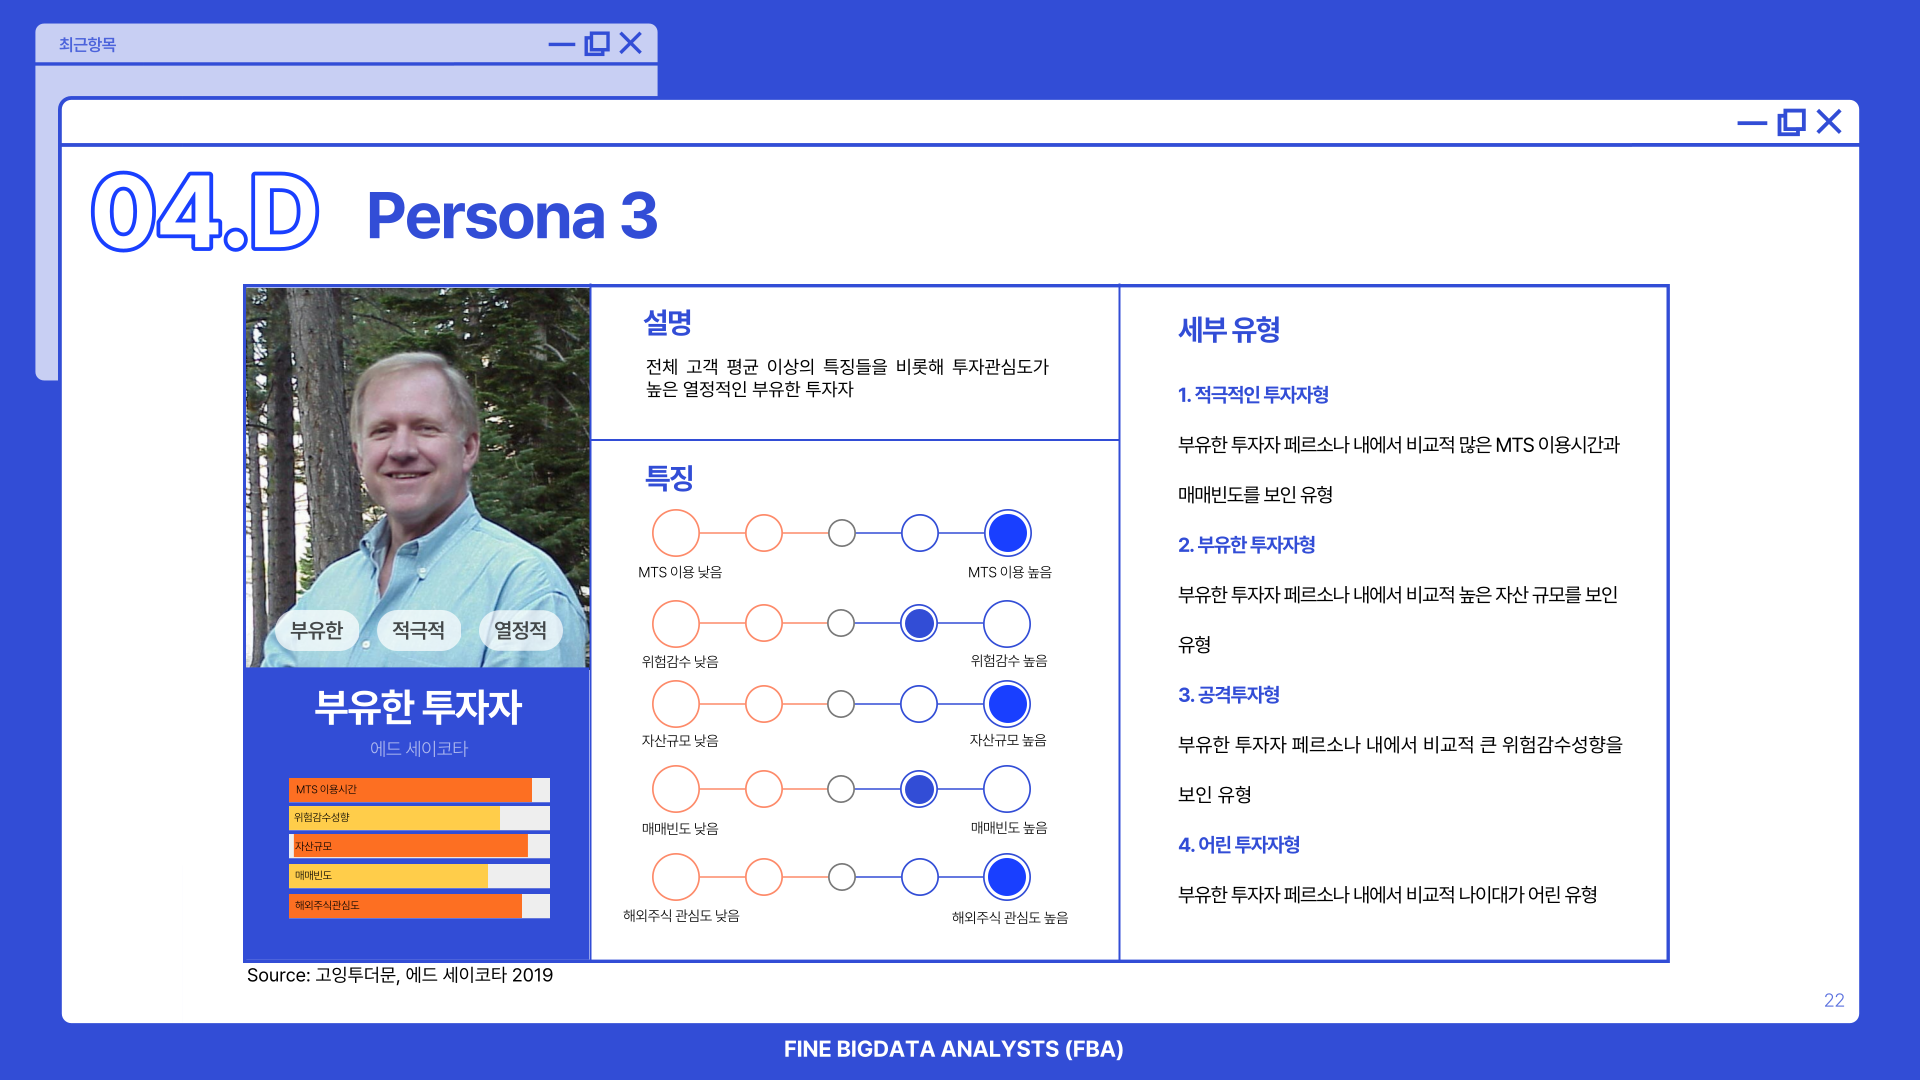 최근항목
04.D
Persona 3
부유한
적극적
열정적
부유한 투자자
에드 세이코타
MTS 이용시간
위험감수성향
자산규모
매매빈도
해외주식관심도
설명
전체 고객 평균 이상의 특징들을 비롯해 투자관심도가
높은 열정적인 부유한 투자자
특징
MTS 이용 낮음
MTS 이용 높음
위험감수 낮음
위험감수 높음
자산규모 낮음
자산규모 높음
매매빈도 낮음
매매빈도 높음
해외주식 관심도 낮음
해외주식 관심도 높음
세부 유형
1. 적극적인 투자자형
부유한 투자자 페르소나 내에서 비교적 많은 MTS 이용시간과
매매빈도를 보인 유형
2. 부유한 투자자형
부유한 투자자 페르소나 내에서 비교적 높은 자산 규모를 보인
유형
3. 공격투자형
부유한 투자자 페르소나 내에서 비교적 큰 위험감수성향을
보인 유형
4. 어린 투자자형
부유한 투자자 페르소나 내에서 비교적 나이대가 어린 유형
Source: 고잉투더문, 에드 세이코타 2019
22
FINE BIGDATA ANALYSTS (FBA)